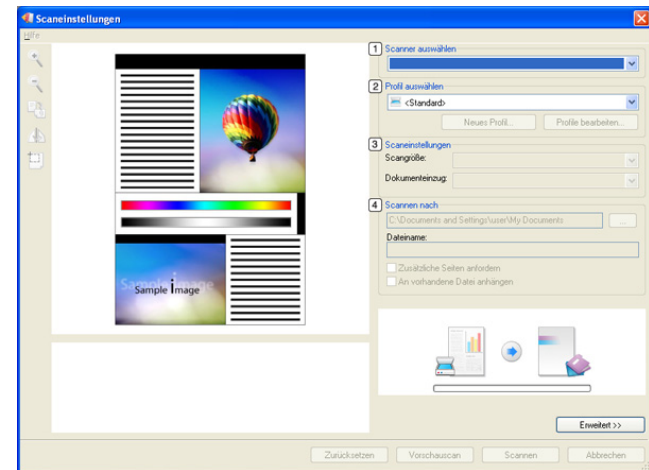 Scaneinstellungen
Hilfe
1 Scanner auswählen
2 Profil auswählen
<Standard>
Neues Profil... Profile bearbeiten...
3 Scaneinstellungen
Scangröße:
Dokumenteinzug:
4 Scannen nach
C:\Documents and Settings\user\My Documents ...
Dateiname:
Zusätzliche Seiten anfordern
An vorhandene Datei anhängen
Sample image
Sample image
Erweitert >>
Zurücksetzen Vorschauscan Scannen Abbrechen